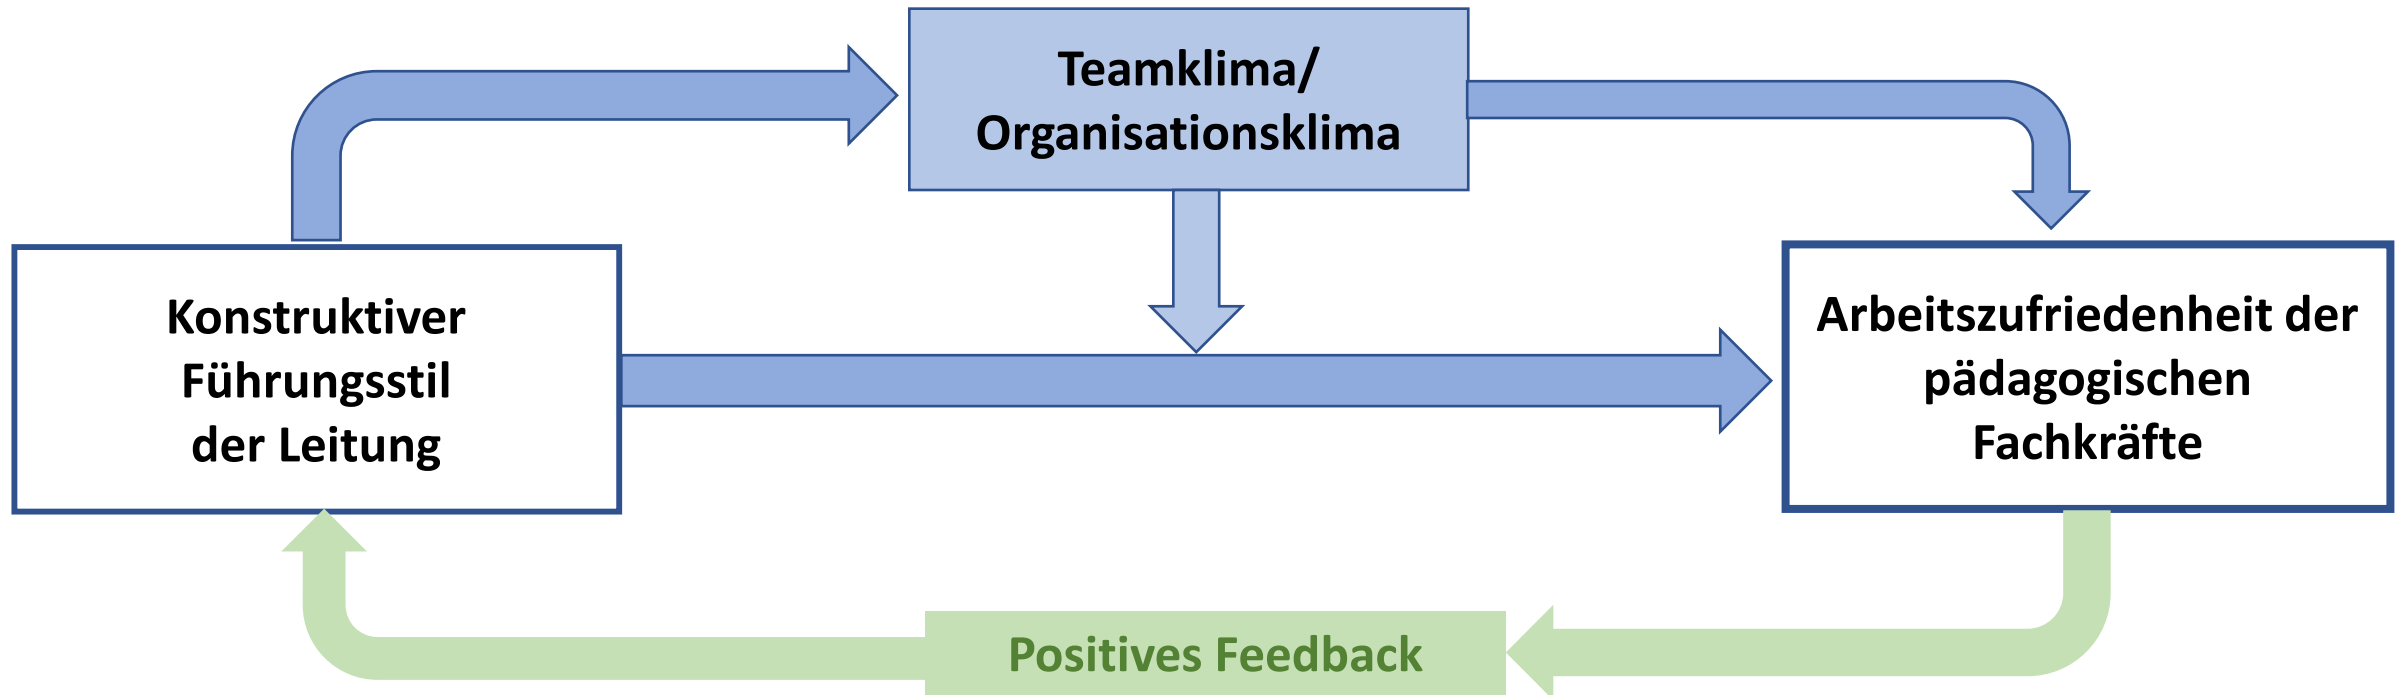 Teamklima/
Organisationsklima
Konstruktiver
Führungsstil
der Leitung
Arbeitszufriedenheit der
pädagogischen
Fachkräfte
Positives Feedback